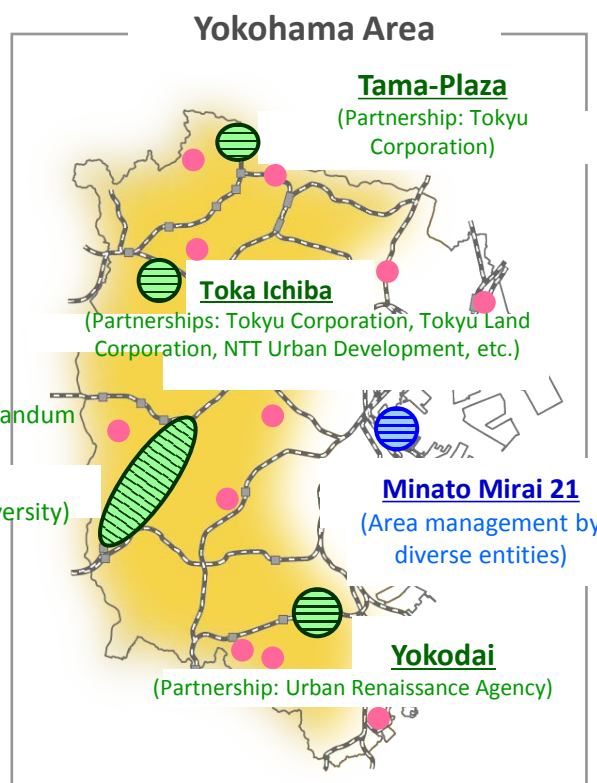 Yokohama Area
Tama-Plaza
(Partnership: Tokyu
Corporation)
Toka Ichiba
(Partnerships: Tokyu Corporation, Tokyu Land
Corporation, NTT Urban Development, etc.)
andum
versity)
Minato Mirai 21
(Area management by
diverse entities)
Yokodai
(Partnership: Urban Renaissance Agency)